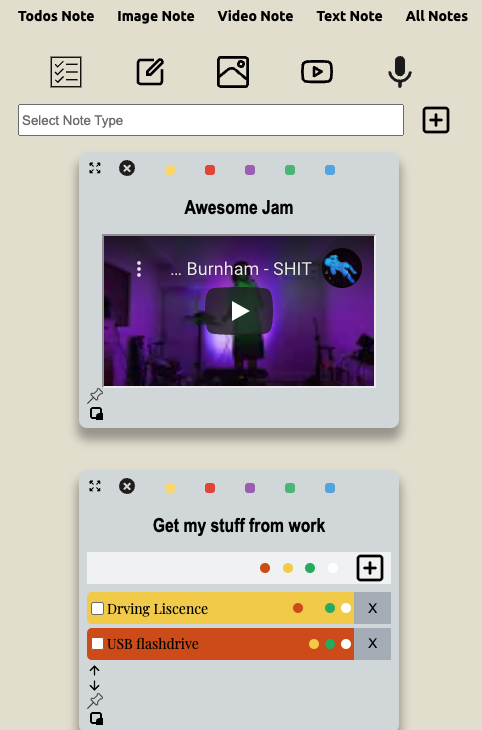 Todos Note Image Note Video Note Text Note All Notes
Select Note Type
Awesome Jam
... Burnham - SHIT
Get my stuff from work
Drving Liscence X
USB flashdrive X